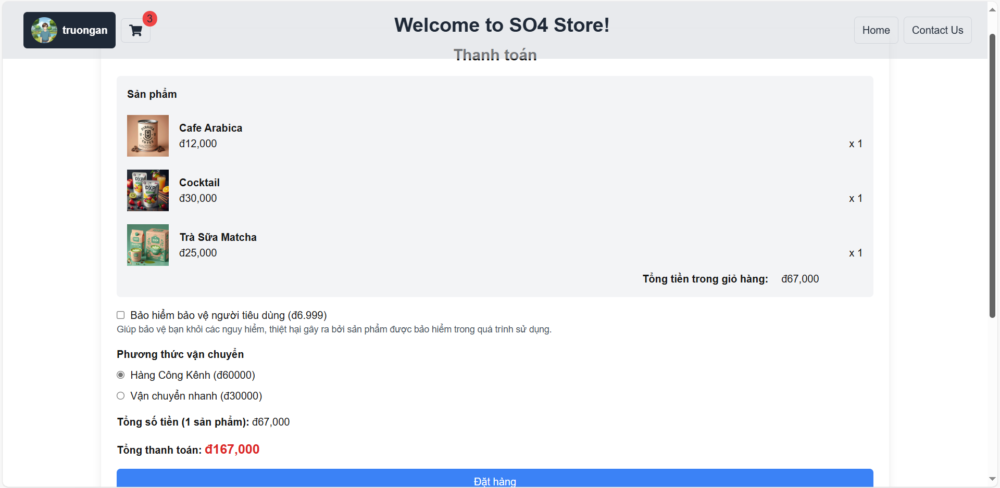 truongan
3
Welcome to SO4 Store!
Home
Contact Us
Thanh toán
Sản phẩm
Cafe Arabica
đ12,000
x 1
Cocktail
đ30,000
x 1
Trà Sữa Matcha
đ25,000
x 1
Tổng tiền trong giỏ hàng: đ67,000
Bảo hiểm bảo vệ người tiêu dùng (đ6.999)
Giúp bảo vệ bạn khỏi các nguy hiểm, thiệt hại gây ra bởi sản phẩm được bảo hiểm trong quá trình sử dụng.
Phương thức vận chuyển
Hàng Công Kênh (đ60000)
Vận chuyển nhanh (đ30000)
Tổng số tiền (1 sản phẩm): đ67,000
Tổng thanh toán: đ167,000
Đặt hàng